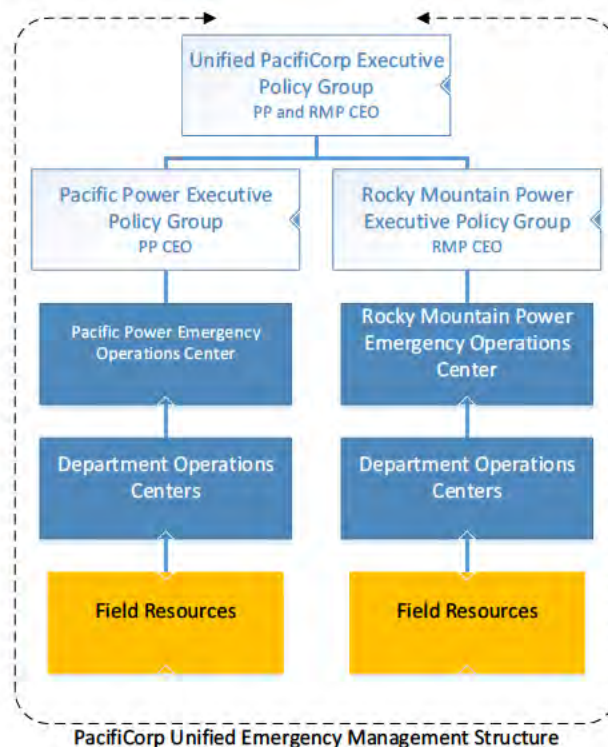 Unified PacifiCorp Executive
Policy Group
PP and RMP CEO
Pacific Power Executive
Policy Group
PP CEO
Rocky Mountain Power
Executive Policy Group
RMP CEO
Pacific Power Emergency
Operations Center
Rocky Mountain Power
Emergency Operations
Center
Department Operations
Centers
Department Operations
Centers
Field Resources
Field Resources
PacifiCorp Unified Emergency Management Structure